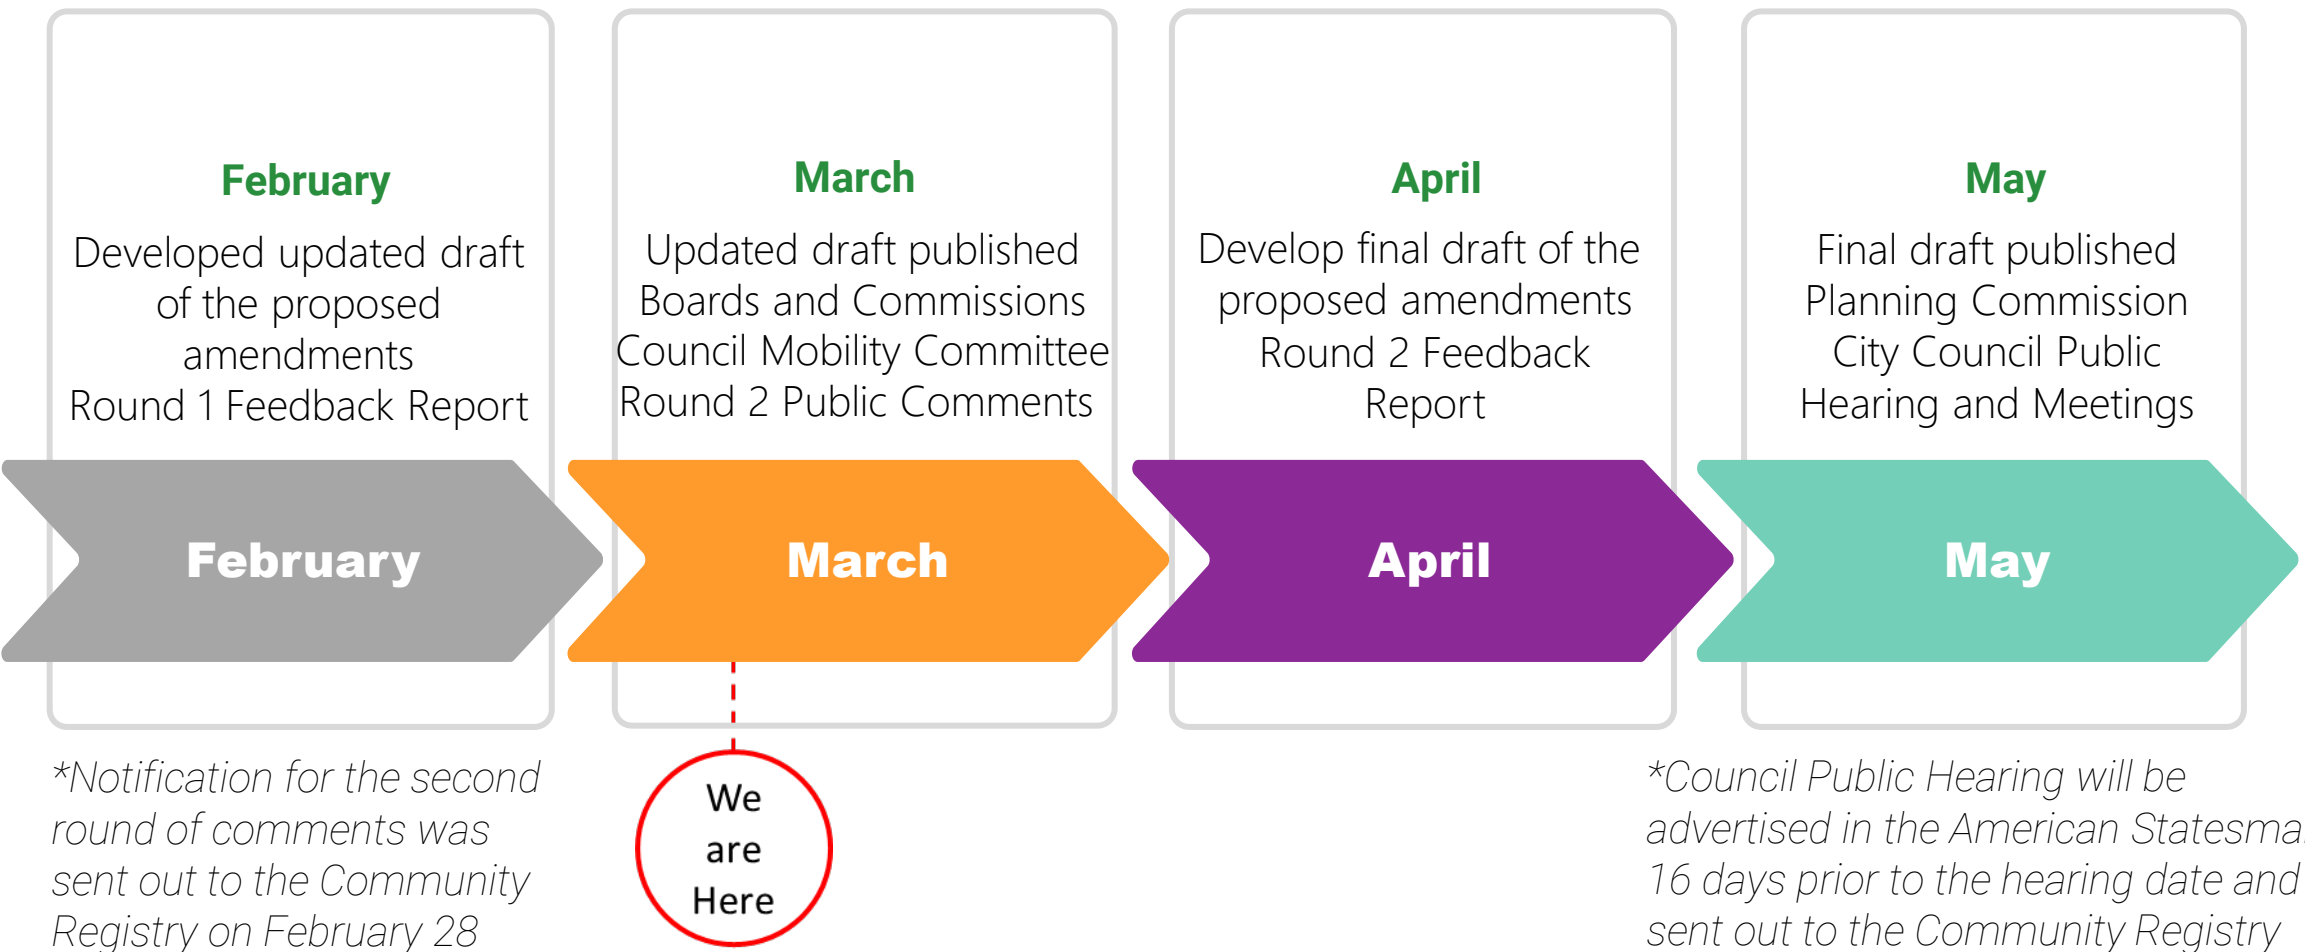 February
Developed updated draft
of the proposed
amendments
Round 1 Feedback Report
March
Updated draft published
Boards and Commissions
Council Mobility Committee
Round 2 Public Comments
April
Develop final draft of the
proposed amendments
Round 2 Feedback
Report
May
Final draft published
Planning Commission
City Council Public
Hearing and Meetings
February
March
April
May
*Notification for the second
round of comments was
sent out to the Community
Registry on February 28
We
are
Here
*Council Public Hearing will be
advertised in the American
16 days prior to the hearing date and
sent out to the Community Registry